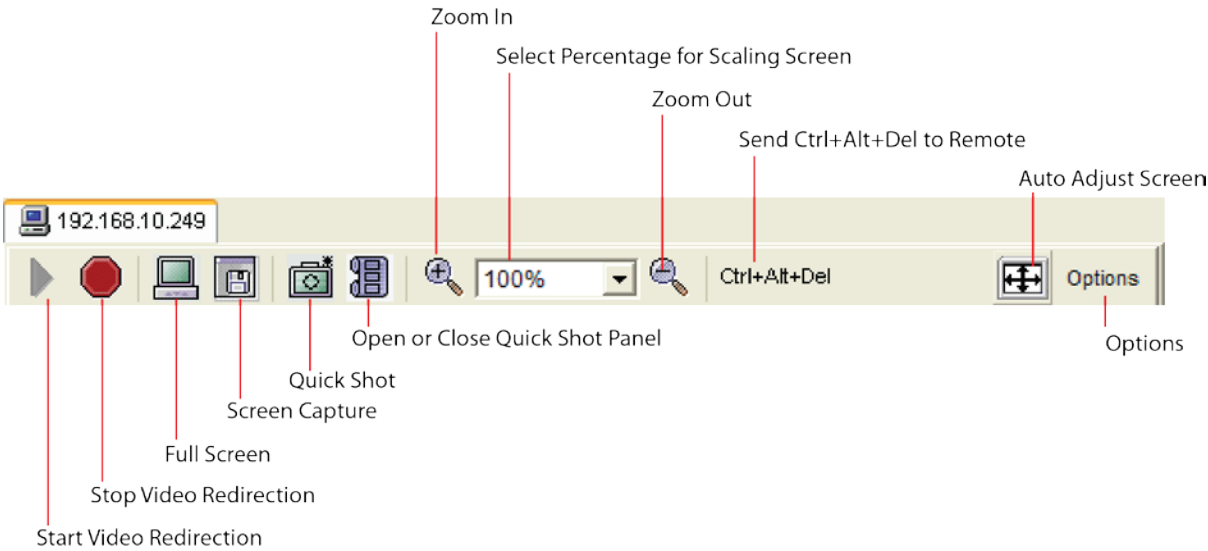 Zoom In
Select Percentage for Scaling Screen
Zoom Out
Send Ctrl+Alt+Del to Remote
Auto Adjust Screen
192.168.10.249
100%
Ctrl+Alt+Del
Options
Open or Close Quick Shot Panel
Options
Quick Shot
Screen Capture
Full Screen
Stop Video Redirection
Start Video Redirection